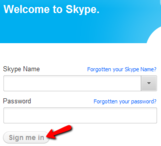 Welcome to Skype.
Skype Name Forgotten your Skype Name?
Password Forgotten your password?
Sign me in